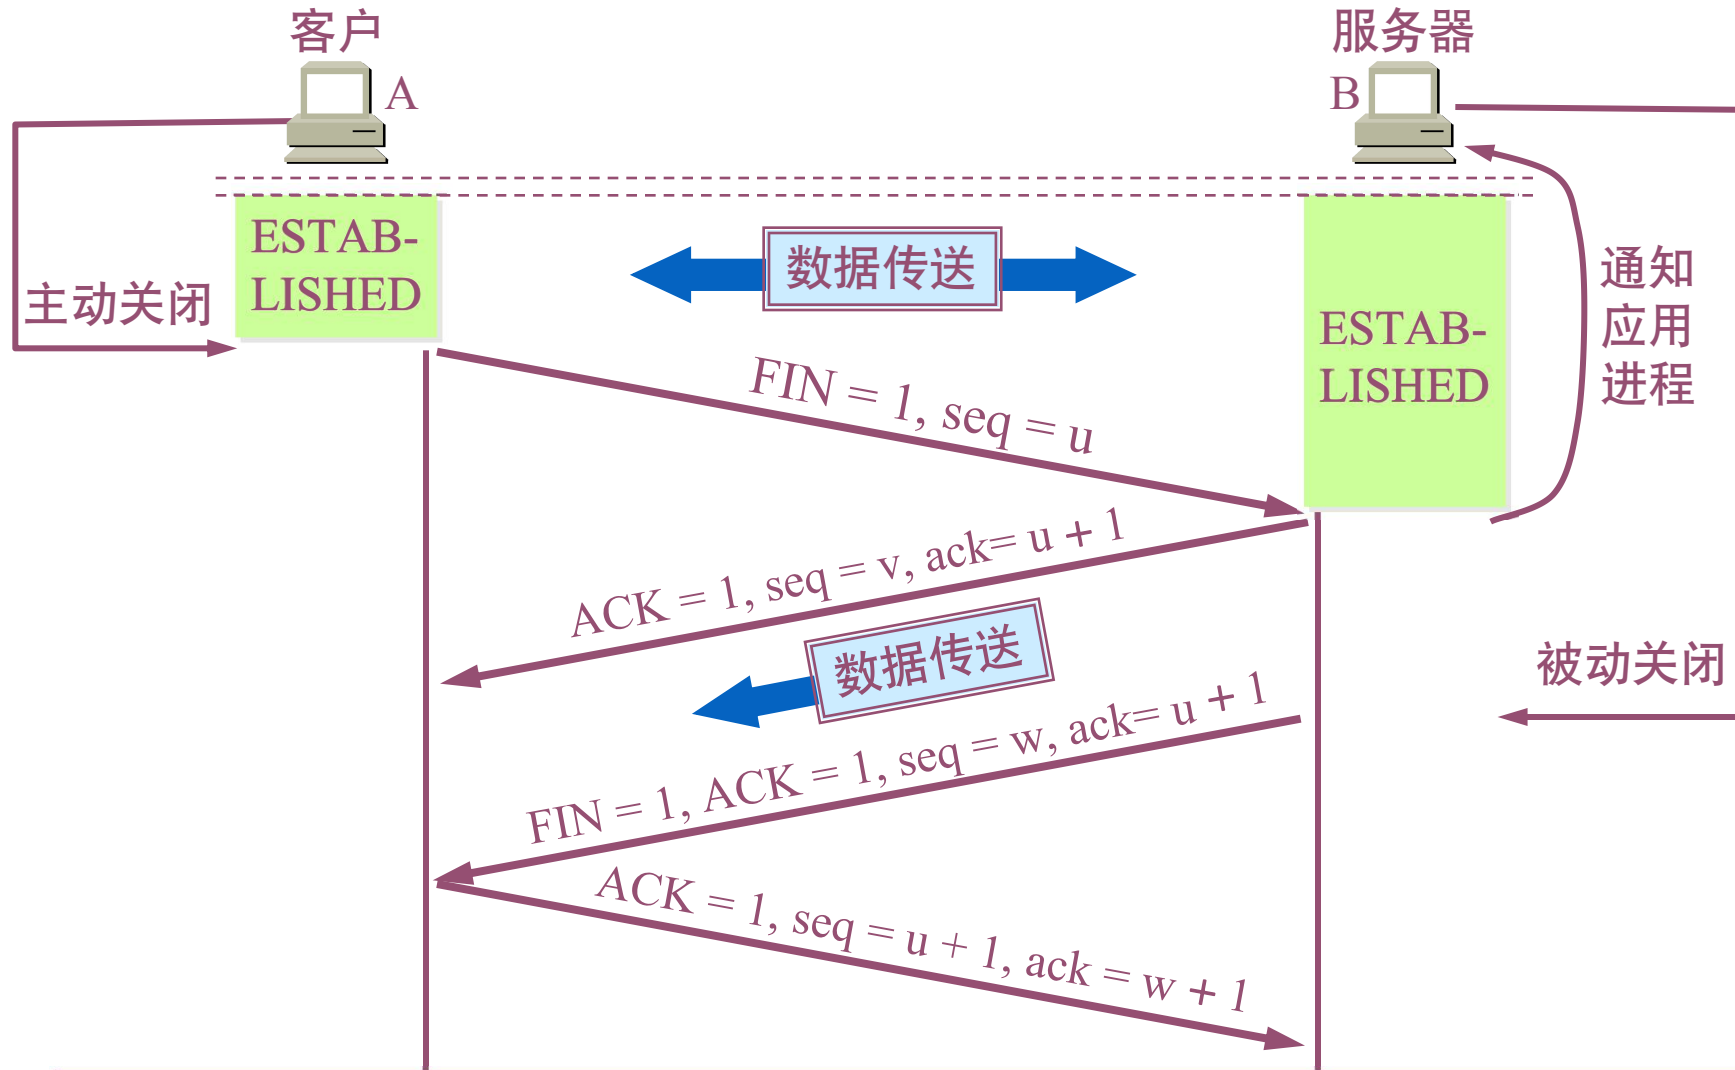 客户
服务器
A
B
ESTAB-
LISHED
数据传送
主动关闭
ESTAB-
LISHED
通知
应用
进程
FIN = 1, seq = u
ACK = 1, seq = v, ack= u + 1
数据传送
被动关闭
FIN = 1, ACK = 1, seq = w, ack= u + 1
ACK = 1, seq = u + 1, ack = w + 1